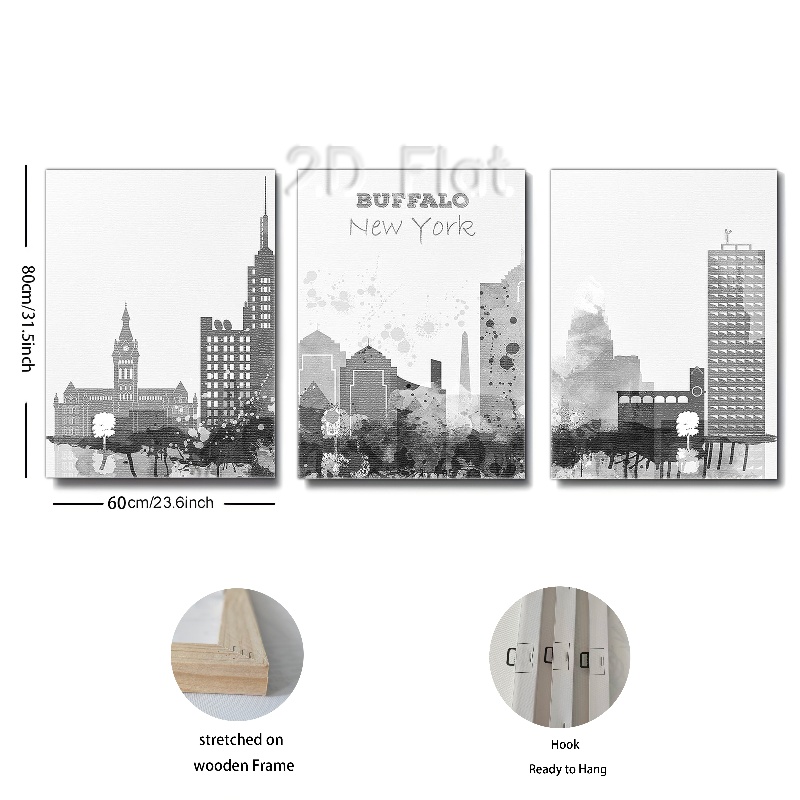 2D Flat
BUFFALO
New York
80cm/31.5inch
60cm/23.6inch
stretched on
wooden Frame
Hook
Ready to Hang